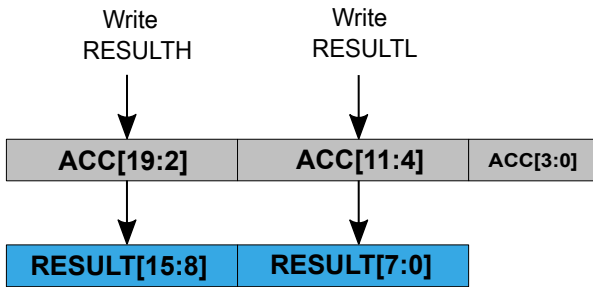 Write
RESULTH
Write
RESULTL
ACC[19:2]
ACC[11:4]
ACC[3:0]
RESULT[15:8]
RESULT[7:0]